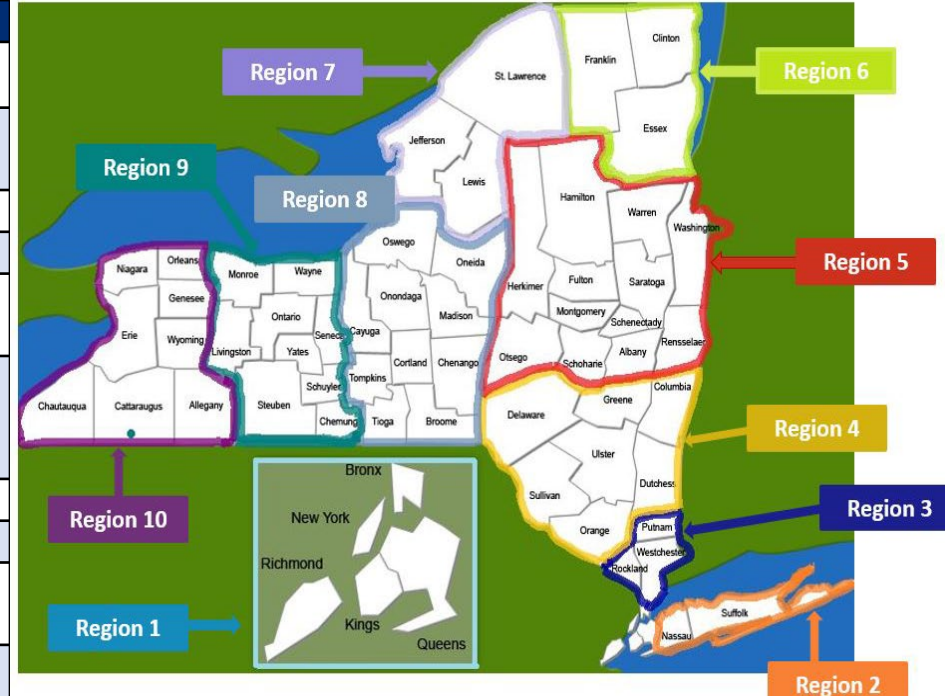 Region 7
Region 6
Region 9
Region 8
Region 5
Region 4
Region 3
Region 10
Region 1
Region 2
Clinton
Franklin
St. Lawrence
Essex
Jefferson
Lewis
Hamilton
Warren
Washington
Oswego
Oneida
Herkimer
Fulton
Saratoga
Montgomery
Schenectady
Otsego
Schoharie
Albany
Rensselaer
Niagara
Orleans
Monroe
Wayne
Genesee
Ontario
Onondaga
Madison
Erie
Wyoming
Livingston
Yates
Seneca
Cayuga
Cortland
Chenango
Schuyler
Tompkins
Chautauqua
Cattaraugus
Allegany
Steuben
Chemung
Tioga
Broome
Delaware
Greene
Columbia
Ulster
Dutchess
Sullivan
Orange
Putnam
Westchester
Rockland
Bronx
New York
Richmond
Kings
Queens
Suffolk
Nassau